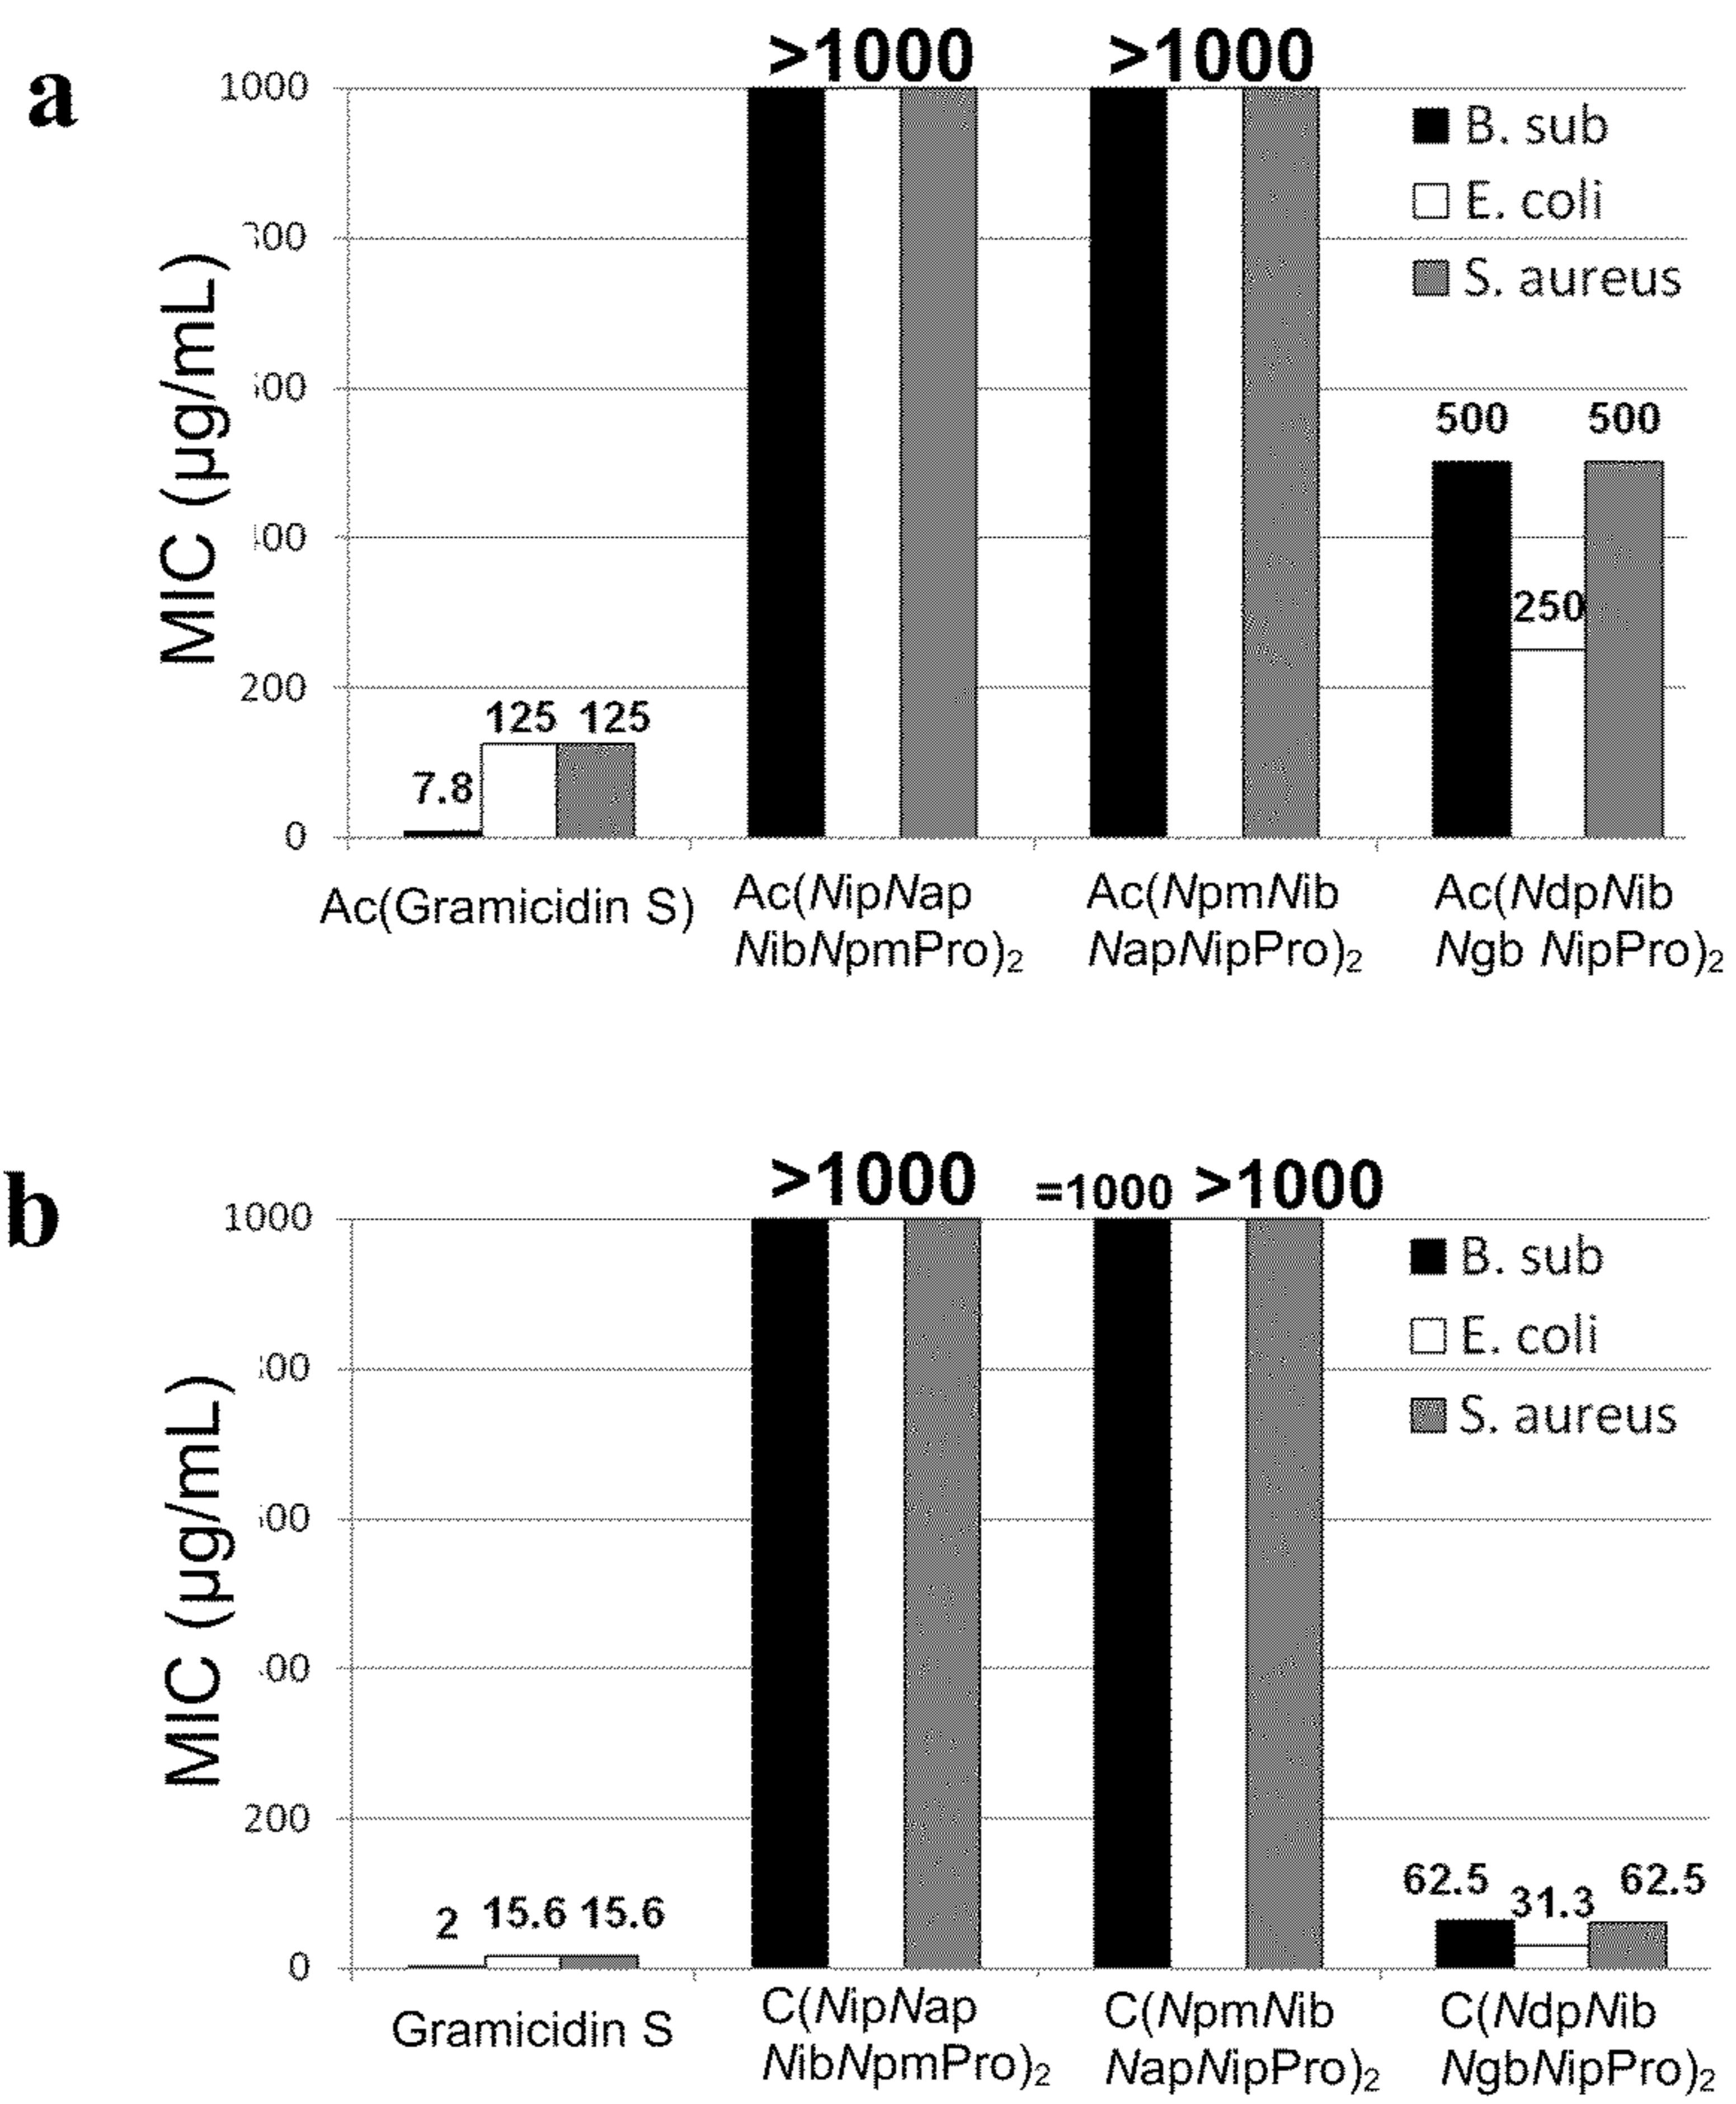 a
>1000 >1000
MIC (µg/mL)
1000
200
0
B. sub
E. coli
S. aureus
7.8
125 125
500 500
250
Ac(Gramicidin S)
Ac(NipNap
NibNpmPro)₂
Ac(NpmNib
NapNipPro)₂
Ac(NdpNib
Ngb NipPro)₂
b
>1000 =1000 >1000
MIC (µg/mL)
1000
200
0
B. sub
E. coli
S. aureus
2 15.6 15.6
62.5 31.3 62.5
Gramicidin S
C(NipNap
NibNpmPro)₂
C(NpmNib
NapNipPro)₂
C(NdpNib
NgbNipPro)₂